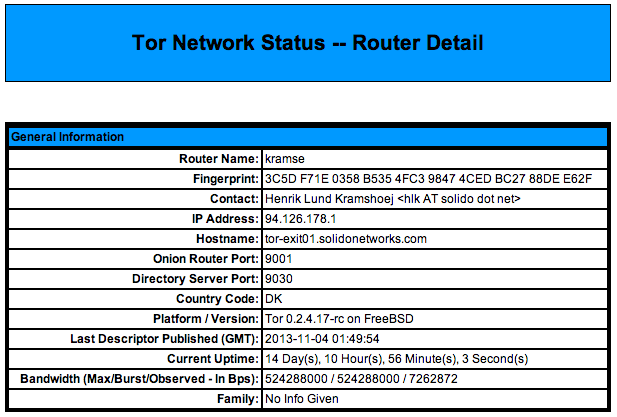 Tor Network Status -- Router Detail
General Information
Router Name: kramse
Fingerprint: 3C5D F71E 0358 B535 4FC3 9847 4CED BC27 88DE E62F
Contact: Henrik Lund Kramshoej <hlk AT solido dot net>
IP Address: 94.126.178.1
Hostname: tor-exit01.solidonetworks.com
Onion Router Port: 9001
Directory Server Port: 9030
Country Code: DK
Platform / Version: Tor 0.2.4.17-rc on FreeBSD
Last Descriptor Published (GMT): 2013-11-04 01:49:54
Current Uptime: 14 Day(s), 10 Hour(s), 56 Minute(s), 3 Second(s)
Bandwidth (Max/Burst/Observed - In Bps): 524288000 / 524288000 / 7262872
Family: No Info Given